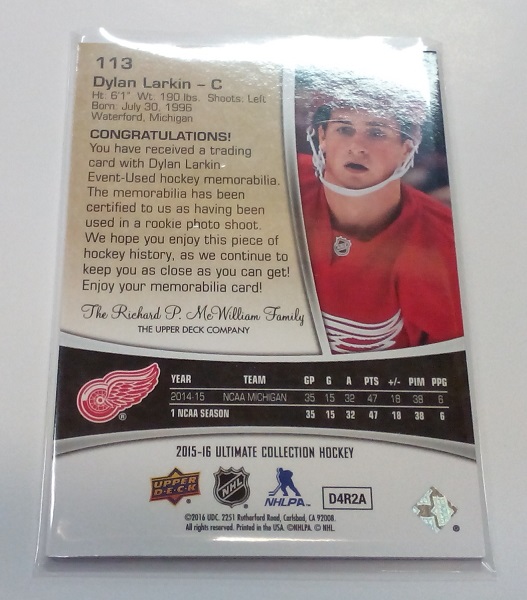 113
Dylan Larkin – C
Ht: 6'1" Wt: 190 lbs. Shoots: Left
Born: July 30, 1996
Waterford, Michigan
CONGRATULATIONS!
You have received a trading
card with Dylan Larkin
Event-Used hockey memorabilia.
The memorabilia has been
certified to us as having been
used in a rookie photo shoot.
We hope you enjoy this piece of
hockey history, as we continue to
keep you as close as you can get!
Enjoy your memorabilia card!
The Richard P. McWilliam Family
THE UPPER DECK COMPANY
YEAR TEAM GP G A PTS +/- PIM PPG
2014-15 NCAA MICHIGAN 35 15 32 47 18 38 6
1 NCAA SEASON 35 15 32 47 18 38 6
®
2015-16 ULTIMATE COLLECTION HOCKEY
UPPER DECK NHL NHLPA D4R2A
©2016 UDC. 2251 Rutherford Road, Carlsbad, CA 92008.
All rights reserved. Printed in the USA. ©NHLPA. © NHL.